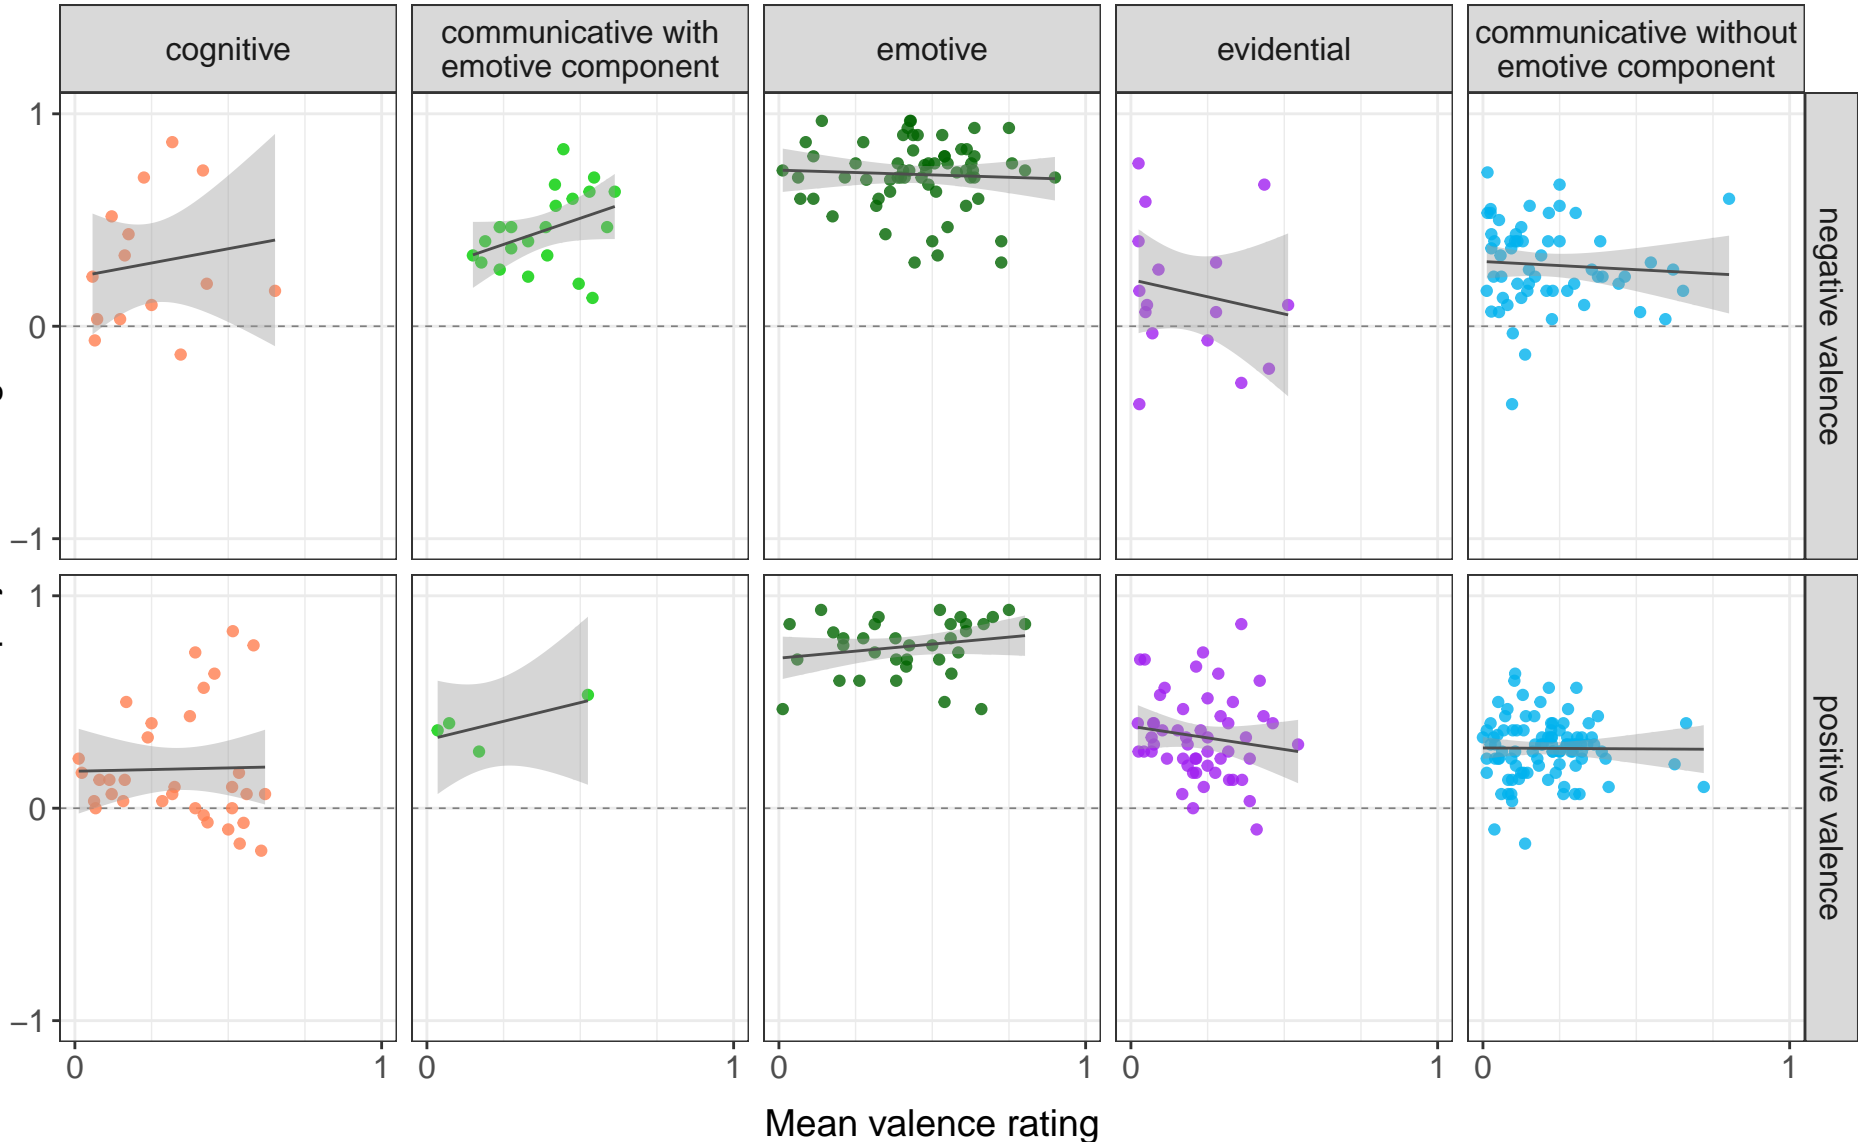 cognitive
communicative with
emotive component
emotive
evidential
communicative without
emotive component
1
0
−1
negative valence
1
0
−1
positive valence
0 1 0 1 0 1 0 1 0 1
Mean valence rating